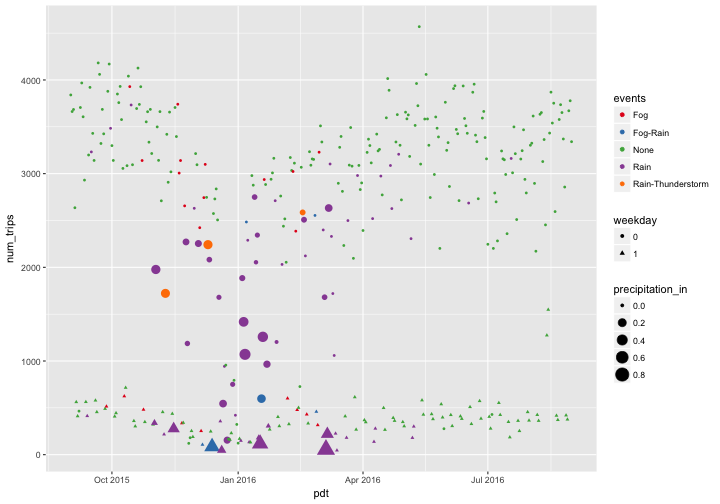 num_trips
4000
3000
2000
1000
0
Oct 2015 Jan 2016 Apr 2016 Jul 2016
pdt
events
Fog
Fog-Rain
None
Rain
Rain-Thunderstorm
weekday
0
1
precipitation_in
0.0
0.2
0.4
0.6
0.8